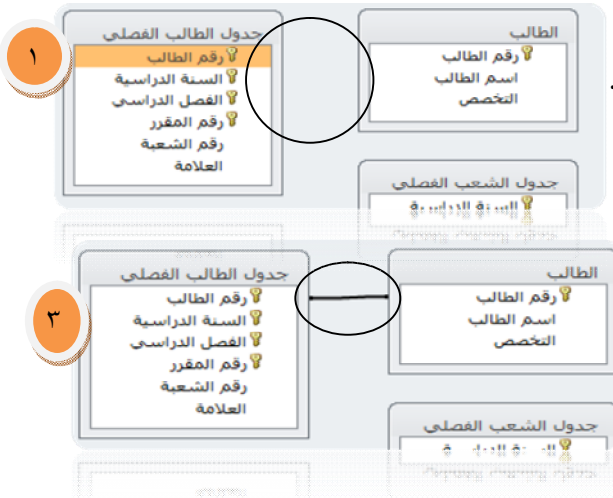 ١
الطالب
رقم الطالب
اسم الطالب
التخصص
جدول الطالب الفصلي
رقم الطالب
السنة الدراسية
الفصل الدراسي
رقم المقرر
رقم الشعبة
العلامة
جدول الشعب الفصلي
السنة الدراسية
٣
الطالب
رقم الطالب
اسم الطالب
التخصص
جدول الطالب الفصلي
رقم الطالب
السنة الدراسية
الفصل الدراسي
رقم المقرر
رقم الشعبة
العلامة
جدول الشعب الفصلي